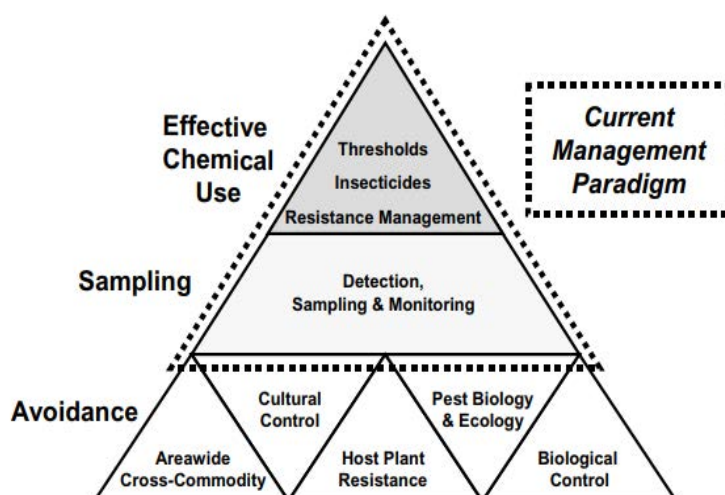 Effective
Chemical
Use
Thresholds
Insecticides
Resistance Management
Current
Management
Paradigm
Sampling
Detection,
Sampling & Monitoring
Avoidance
Cultural
Control
Pest Biology
& Ecology
Areawide
Cross-Commodity
Host Plant
Resistance
Biological
Control